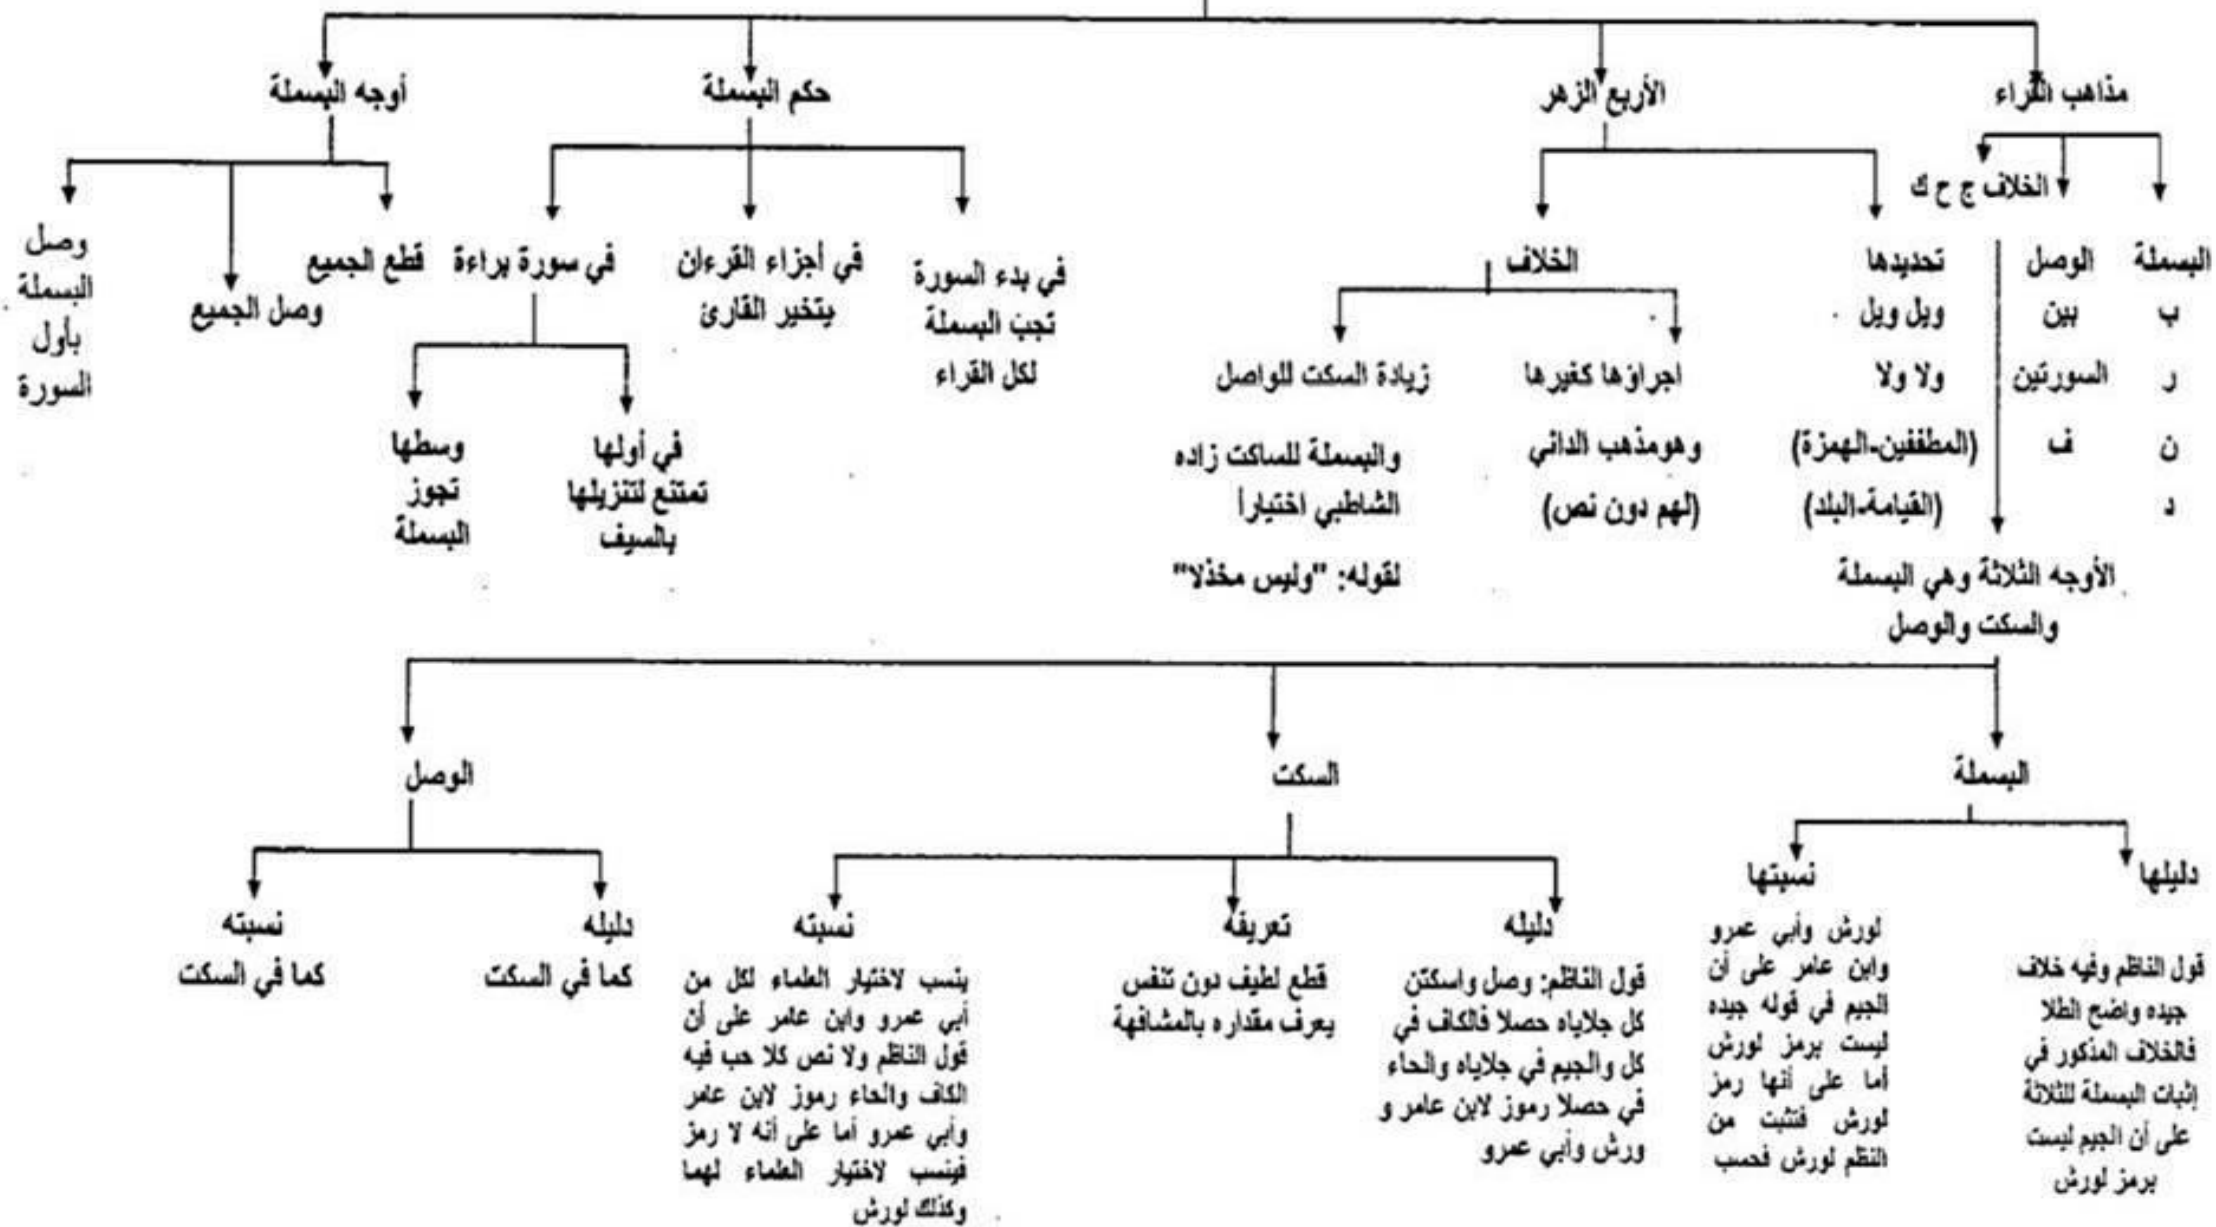 مذاهب القراء
البسملة
ب
ر
ن
د
الوصل
بين
السورتين
ف
الخلاف ج ح ك
الأوجه الثلاثة وهي البسملة
والسكت والوصل
الأربع الزهر
تحديدها
ويل ويل
ولا ولا
(المطففين-الهمزة)
(القيامة-البلد)
الخلاف
اجراؤها كغيرها
وهومذهب الداني
(لهم دون نص)
زيادة السكت للواصل
والبسملة للساكت زاده
الشاطبي اختيارا
لقوله: "وليس مخذلا"
حكم البسملة
في بدء السورة
تجب البسملة
لكل القراء
في أجزاء القرءان
يتخير القارئ
في سورة براءة
في أولها
تمتنع لتنزيلها
بالسيف
وسطها
تجوز
البسملة
أوجه البسملة
قطع الجميع
وصل الجميع
وصل
البسملة
بأول
السورة
البسملة
دليلها
قول الناظم وفيه خلاف
جيده واضح الطلا
فالخلاف المذكور في
إثبات البسملة للثلاثة
على أن الجيم ليست
برمز لورش
نسبتها
لورش وأبي عمرو
وابن عامر على أن
الجيم في قوله جيده
ليست برمز لورش
أما على أنها رمز
لورش فتثبت من
النظم لورش فحسب
السكت
دليله
قول الناظم: وصل واسكتن
كل جلاياه حصلا فالكاف في
كل والجيم في جلاياه والحاء
في حصلا رموز لابن عامر و
ورش وأبي عمرو
تعريفه
قطع لطيف دون تنفس
يعرف مقداره بالمشافهة
نسبته
ينسب لاختيار العلماء لكل من
أبي عمرو وابن عامر على أن
قول الناظم ولا نص كلا حب فيه
الكاف والحاء رموز لابن عامر
وأبي عمرو أما على أنه لا رمز
فينسب لاختيار العلماء لهما
وكذلك لورش
الوصل
دليله
كما في السكت
نسبته
كما في السكت